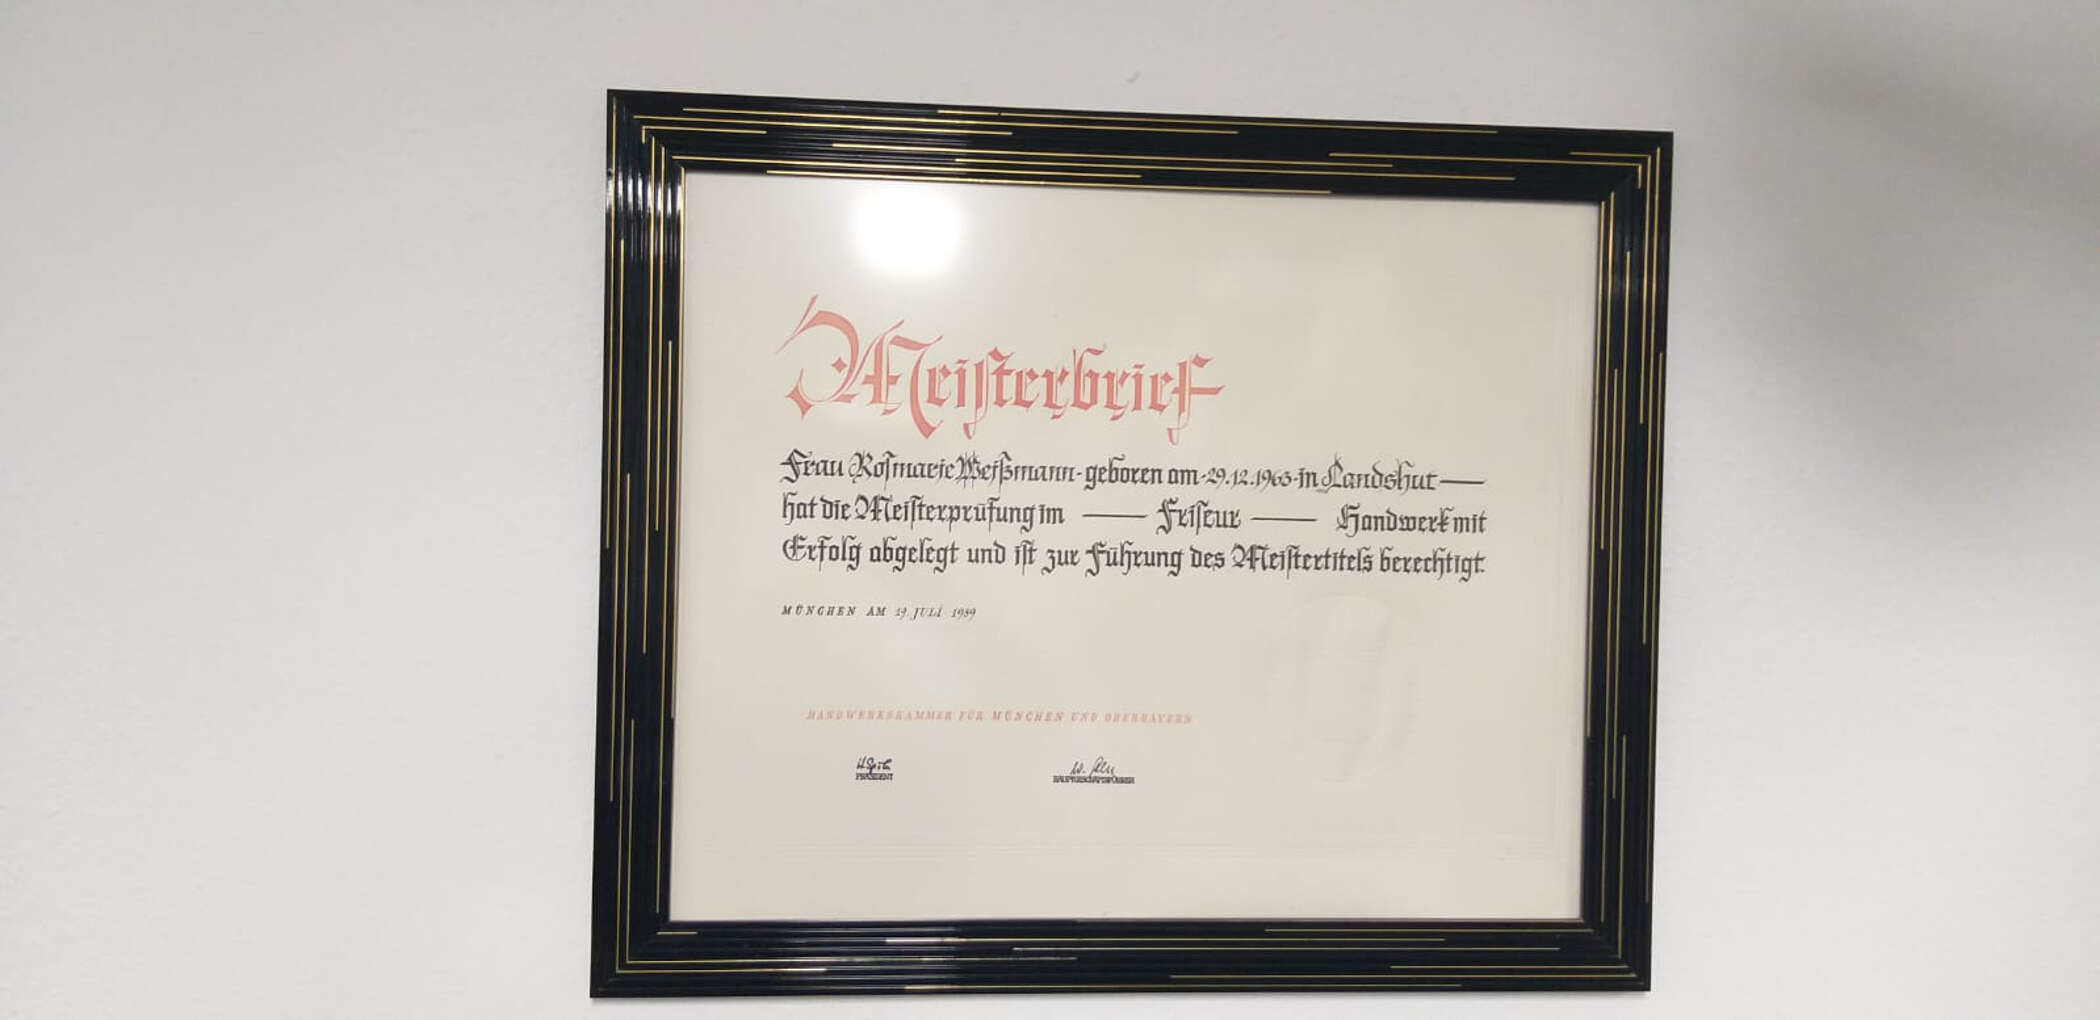 Meisterbrief
Frau Rosmarie Weißmann - geboren am - 29.12.1963 - in Landshut —
hat die Meisterprüfung im — Friseur — Handwerk mit
Erfolg abgelegt und ist zur Führung des Meistertitels berechtigt.
MÜNCHEN AM 19. JULI 1989
HANDWERKSKAMMER FÜR MÜNCHEN UND OBERBAYERN
PRÄSIDENT HAUPTGESCHÄFTSFÜHRER